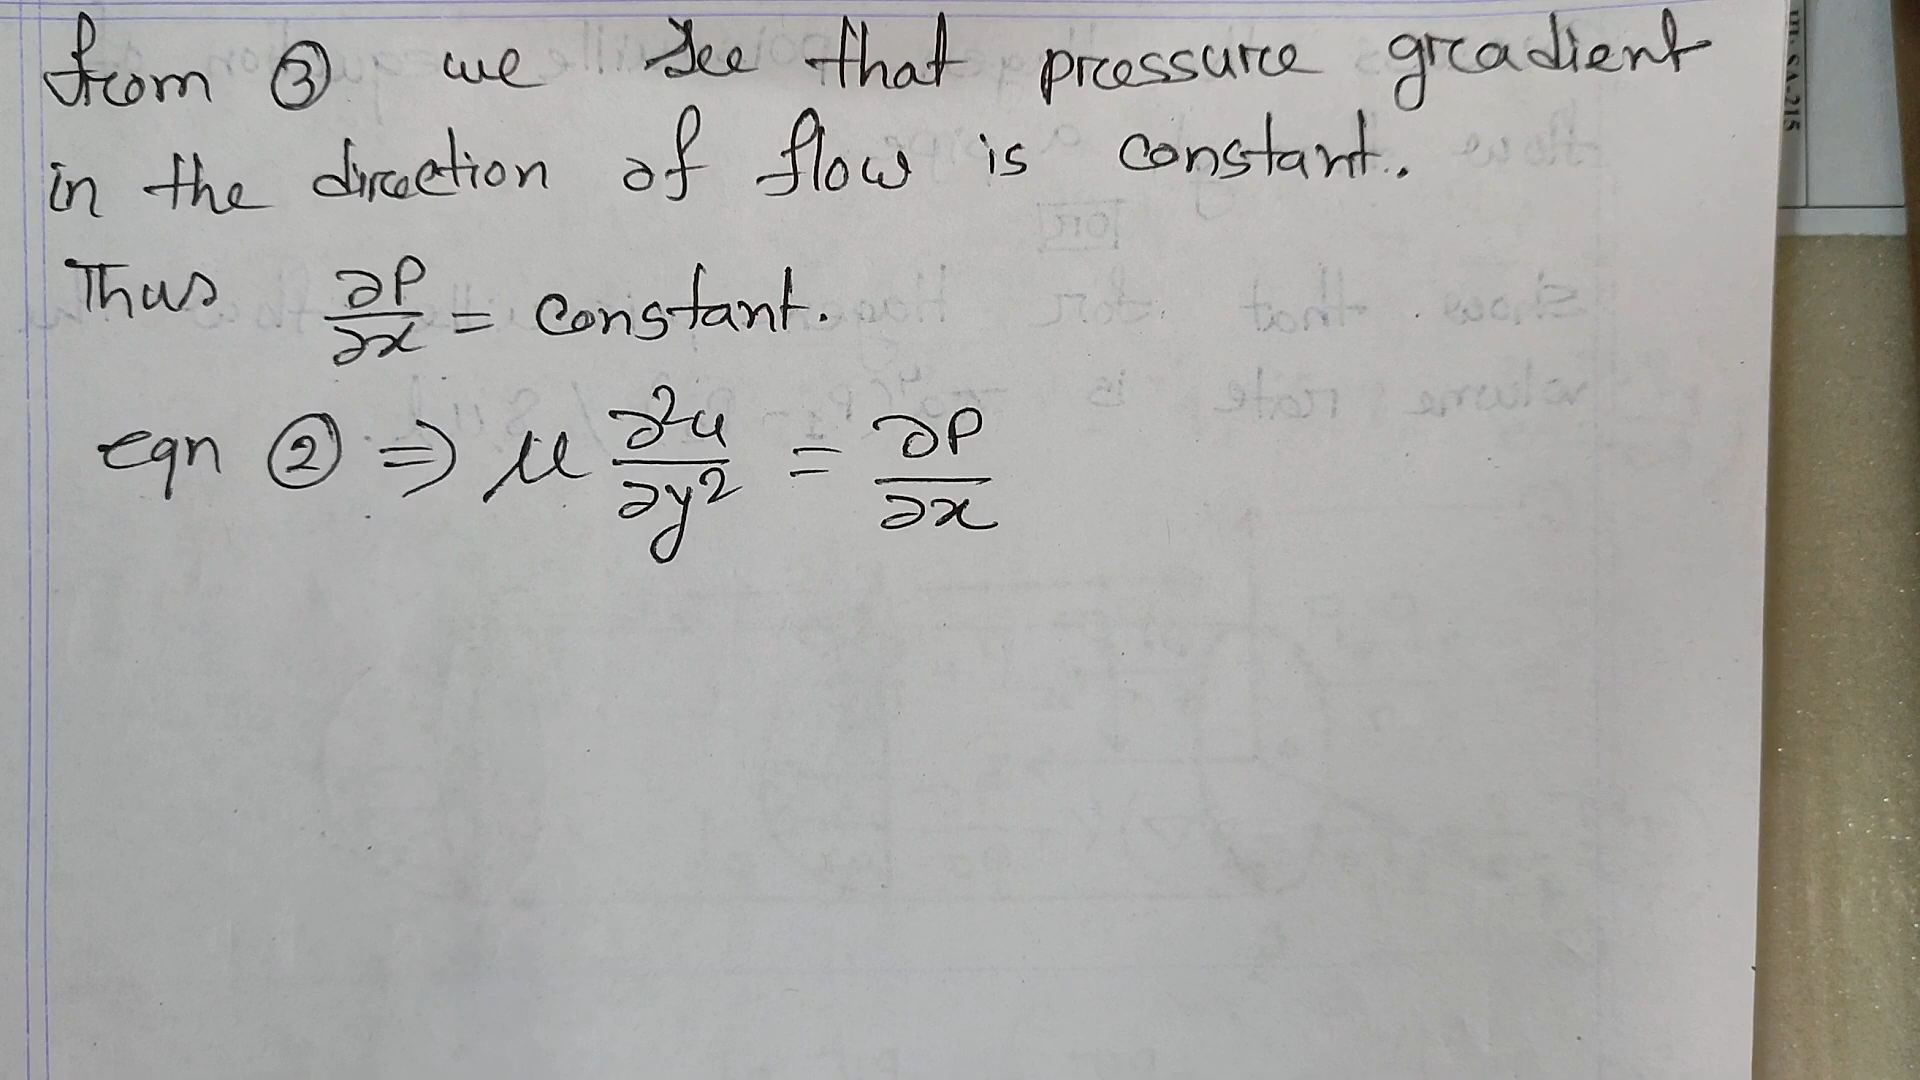 from ③ we see that pressure gradient
in the direction of flow is constant.
Thus ∂P/∂x = constant.
eqn ② ⇒ μ ∂²u/∂y² = ∂P/∂x